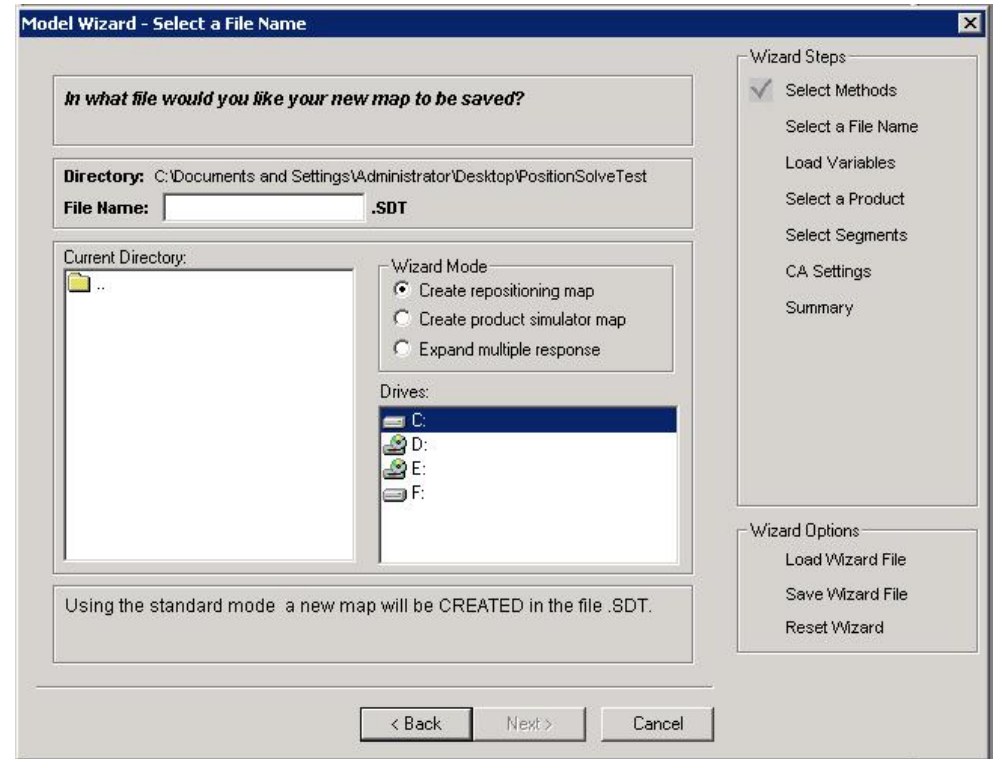 Model Wizard - Select a File Name
In what file would you like your new map to be saved?
Directory: C:\Documents and Settings\Administrator\Desktop\PositionSolveTest
File Name: .SDT
Current Directory:
..
Wizard Mode
Create repositioning map
Create product simulator map
Expand multiple response
Drives:
C:
D:
E:
F:
Using the standard mode a new map will be CREATED in the file .SDT.
< Back Next > Cancel
Wizard Steps
Select Methods
Select a File Name
Load Variables
Select a Product
Select Segments
CA Settings
Summary
Wizard Options
Load Wizard File
Save Wizard File
Reset Wizard